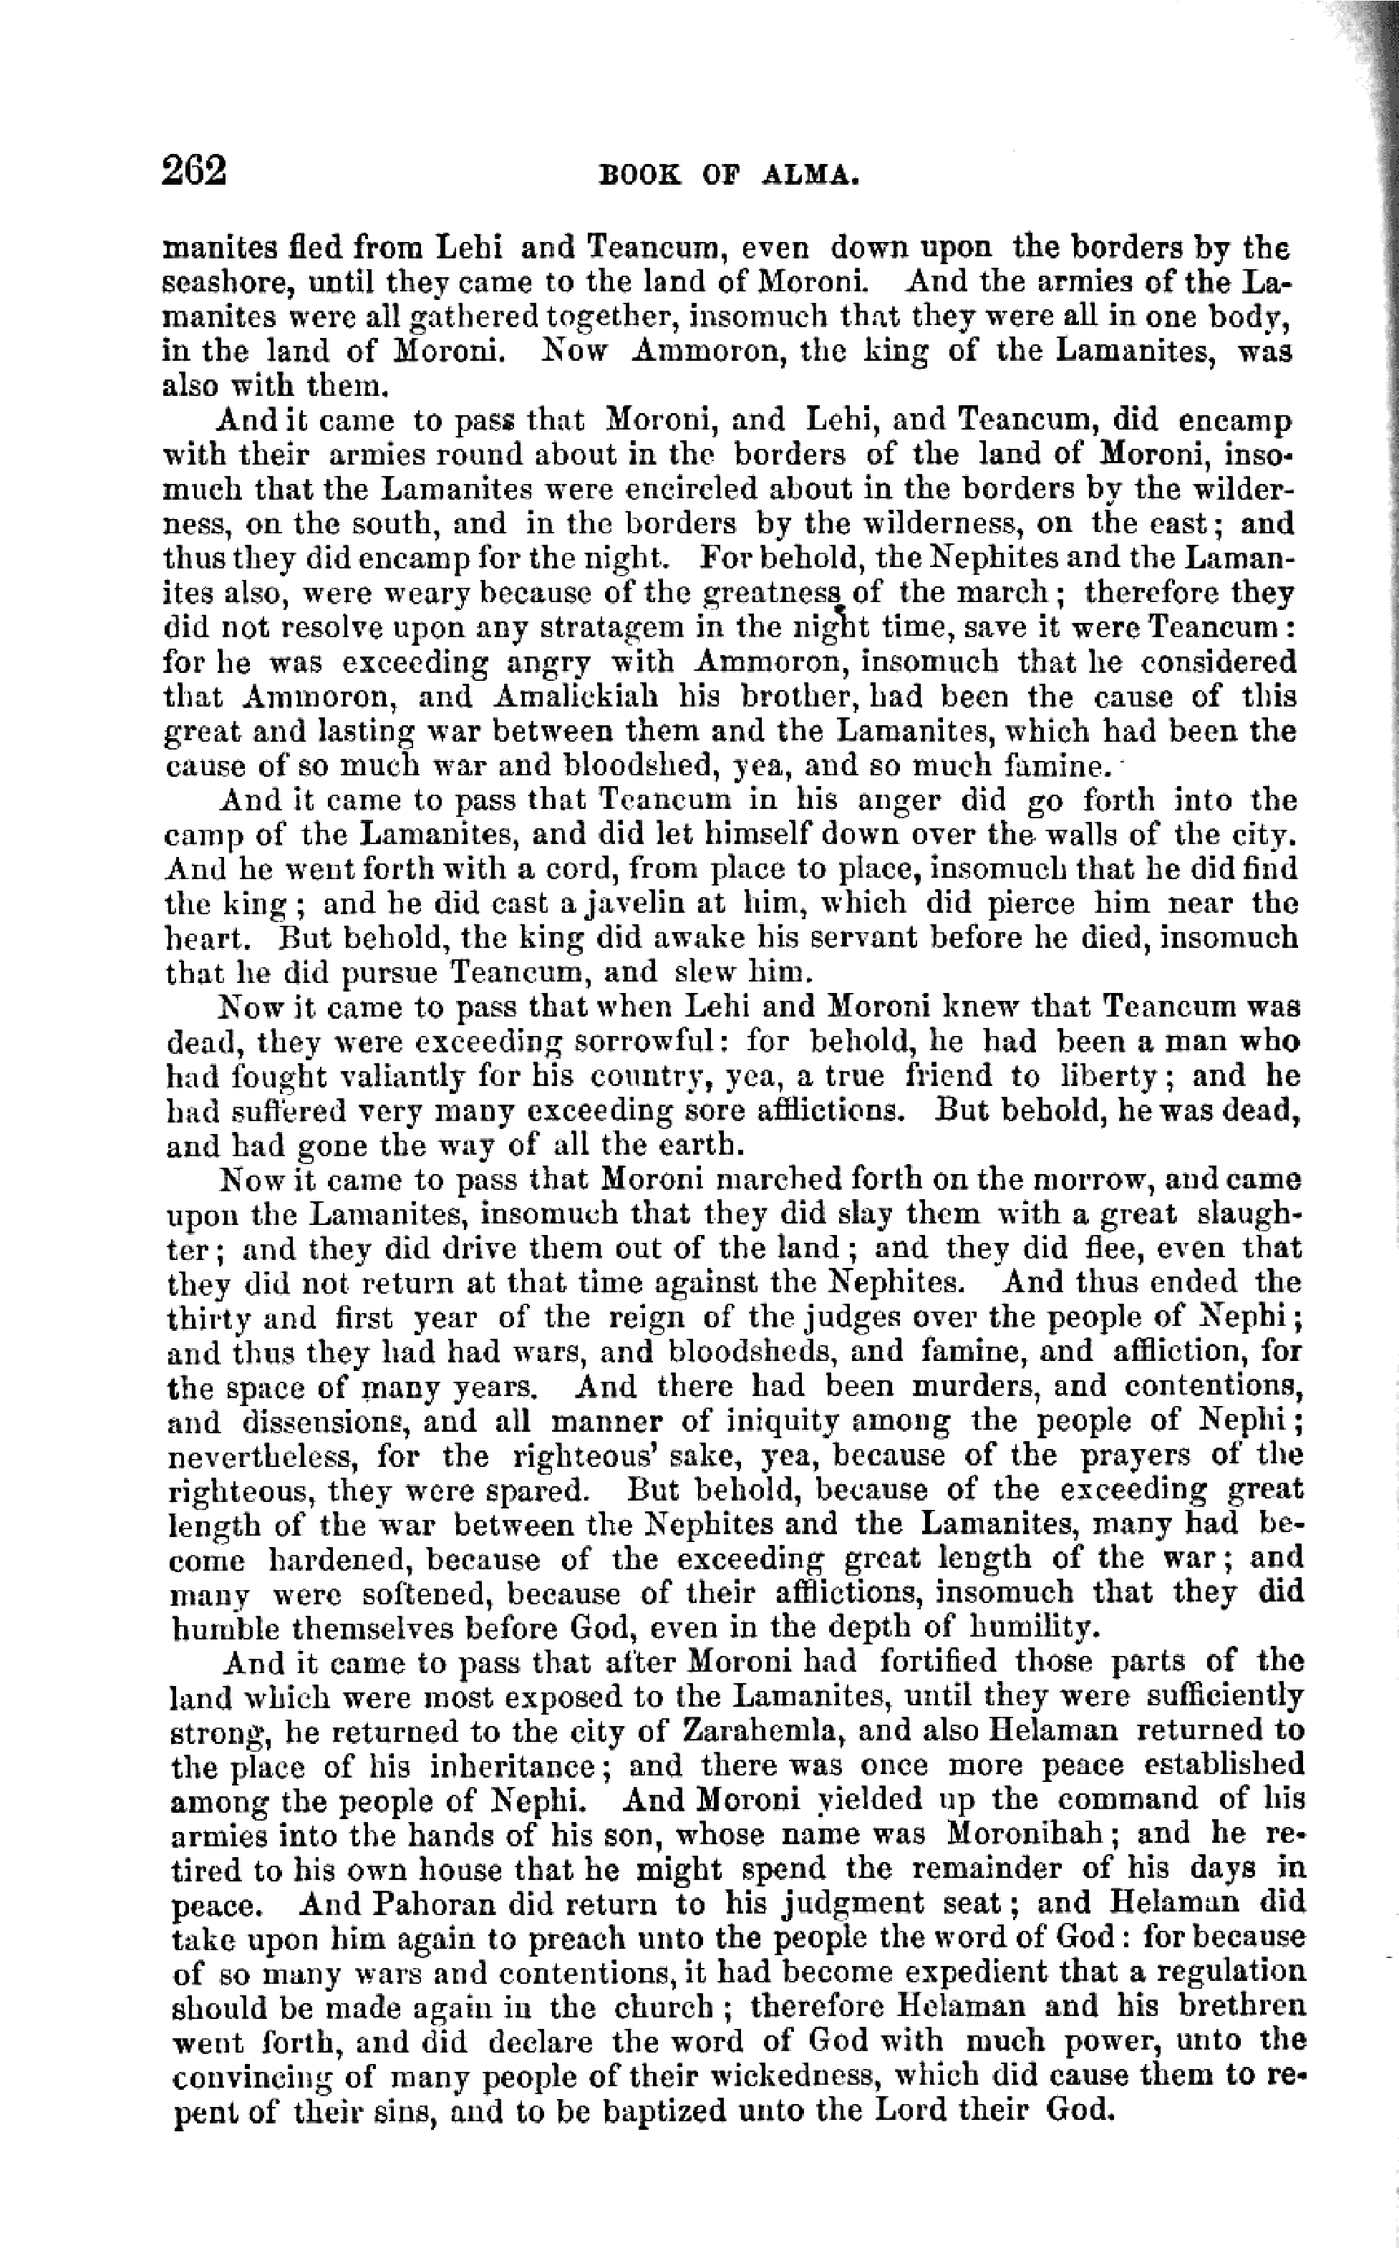 262 BOOK OF ALMA.
manites fled from Lehi and Teancum, even down upon the borders by the
seashore, until they came to the land of Moroni. And the armies of the La-
manites were all gathered together, insomuch that they were all in one body,
in the land of Moroni. Now Ammoron, the king of the Lamanites, was
also with them.
And it came to pass that Moroni, and Lehi, and Teancum, did encamp
with their armies round about in the borders of the land of Moroni, inso-
much that the Lamanites were encircled about in the borders by the wilder-
ness, on the south, and in the borders by the wilderness, on the east; and
thus they did encamp for the night. For behold, the Nephites and the Laman-
ites also, were weary because of the greatness of the march; therefore they
did not resolve upon any stratagem in the night time, save it were Teancum:
for he was exceeding angry with Ammoron, insomuch that he considered
that Ammoron, and Amalickiah his brother, had been the cause of this
great and lasting war between them and the Lamanites, which had been the
cause of so much war and bloodshed, yea, and so much famine.
And it came to pass that Teancum in his anger did go forth into the
camp of the Lamanites, and did let himself down over the walls of the city.
And he went forth with a cord, from place to place, insomuch that he did find
the king; and he did cast a javelin at him, which did pierce him near the
heart. But behold, the king did awake his servant before he died, insomuch
that he did pursue Teancum, and slew him.
Now it came to pass that when Lehi and Moroni knew that Teancum was
dead, they were exceeding sorrowful: for behold, he had been a man who
had fought valiantly for his country, yea, a true friend to liberty; and he
had suffered very many exceeding sore afflictions. But behold, he was dead,
and had gone the way of all the earth.
Now it came to pass that Moroni marched forth on the morrow, and came
upon the Lamanites, insomuch that they did slay them with a great slaugh-
ter; and they did drive them out of the land; and they did flee, even that
they did not return at that time against the Nephites. And thus ended the
thirty and first year of the reign of the judges over the people of Nephi;
and thus they had had wars, and bloodsheds, and famine, and affliction, for
the space of many years. And there had been murders, and contentions,
and dissensions, and all manner of iniquity among the people of Nephi;
nevertheless, for the righteous' sake, yea, because of the prayers of the
righteous, they were spared. But behold, because of the exceeding great
length of the war between the Nephites and the Lamanites, many had be-
come hardened, because of the exceeding great length of the war; and
many were softened, because of their afflictions, insomuch that they did
humble themselves before God, even in the depth of humility.
And it came to pass that after Moroni had fortified those parts of the
land which were most exposed to the Lamanites, until they were sufficiently
strong, he returned to the city of Zarahemla, and also Helaman returned to
the place of his inheritance; and there was once more peace established
among the people of Nephi. And Moroni yielded up the command of his
armies into the hands of his son, whose name was Moronihah; and he re-
tired to his own house that he might spend the remainder of his days in
peace. And Pahoran did return to his judgment seat; and Helaman did
take upon him again to preach unto the people the word of God: for because
of so many wars and contentions, it had become expedient that a regulation
should be made again in the church; therefore Helaman and his brethren
went forth, and did declare the word of God with much power, unto the
convincing of many people of their wickedness, which did cause them to re-
pent of their sins, and to be baptized unto the Lord their God.